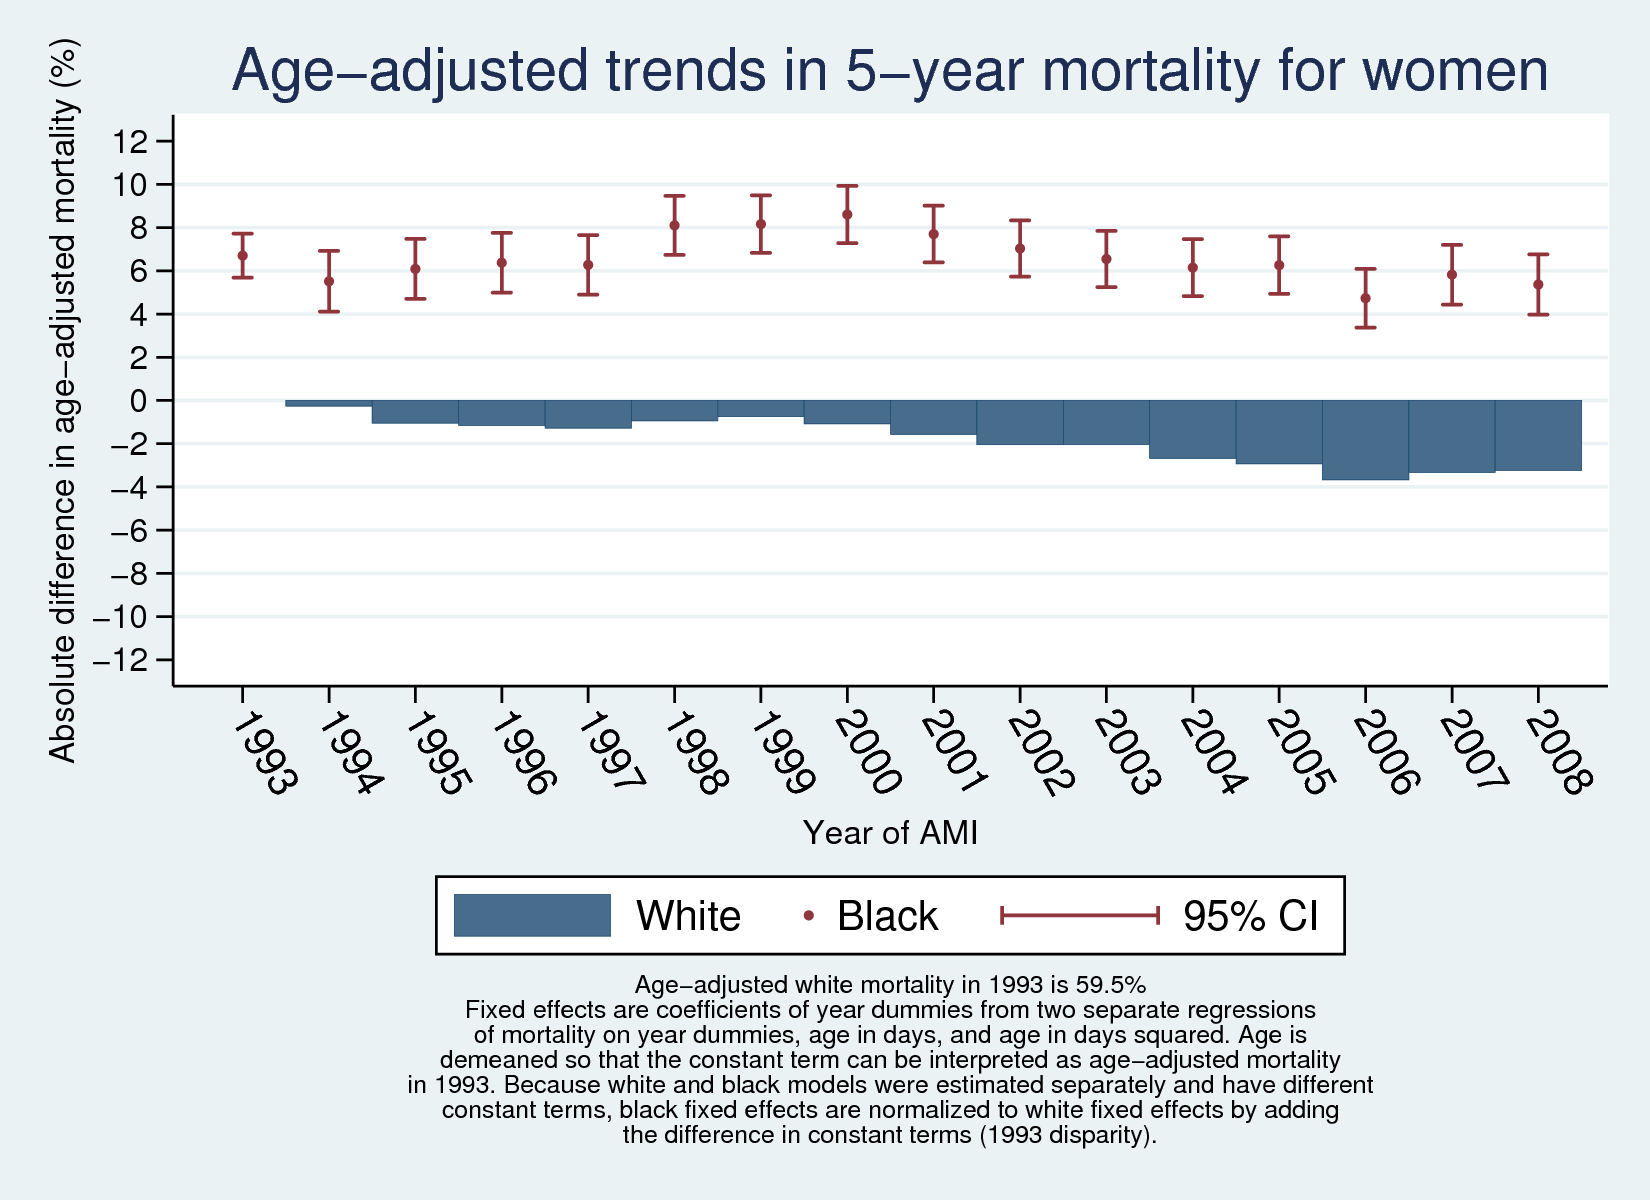 Age−adjusted trends in 5−year mortality for women
Absolute difference in age−adjusted mortality (%)
12
10
8
6
4
2
0
−2
−4
−6
−8
−10
−12
1993
1994
1995
1996
1997
1998
1999
2000
2001
2002
2003
2004
2005
2006
2007
2008
Year of AMI
White
Black
95% CI
Age−adjusted white mortality in 1993 is 59.5%
Fixed effects are coefficients of year dummies from two separate regressions
of mortality on year dummies, age in days, and age in days squared. Age is
demeaned so that the constant term can be interpreted as age−adjusted mortality
in 1993. Because white and black models were estimated separately and have different
constant terms, black fixed effects are normalized to white fixed effects by adding
the difference in constant terms (1993 disparity).